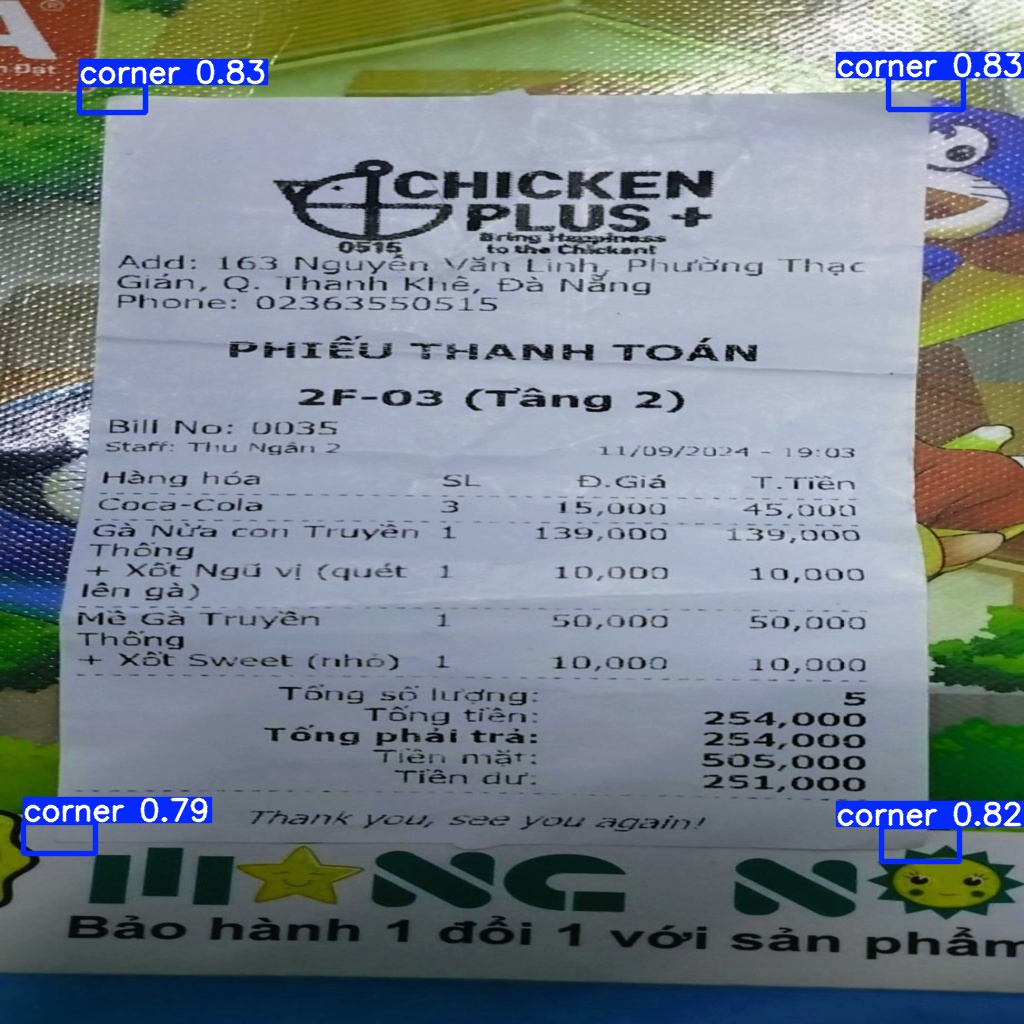 A®
n Đạt
corner 0.83
corner 0.83
CHICKEN
PLUS +
0515
Bring Happiness
to the Chickent
Add: 163 Nguyễn Văn Linh, Phường Thạc
Gián, Q. Thanh Khê, Đà Nẵng
Phone: 02363550515
PHIẾU THANH TOÁN
2F-03 (Tầng 2)
Bill No: 0035
Staff: Thu Ngân 2 11/09/2024 - 19:03
Hàng hóa SL Đ.Giá T.Tiền
Coca-Cola 3 15,000 45,000
Gà Nửa con Truyền 1 139,000 139,000
Thống
+ Xốt Ngũ vị (quét 1 10,000 10,000
lên gà)
Mề Gà Truyền 1 50,000 50,000
Thống
+ Xốt Sweet (nhỏ) 1 10,000 10,000
Tổng số lượng: 5
Tổng tiền: 254,000
Tổng phải trả: 254,000
Tiền mặt: 505,000
Tiền dư: 251,000
corner 0.79
corner 0.82
Thank you, see you again!
Bảo hành 1 đổi 1 với sản phẩm